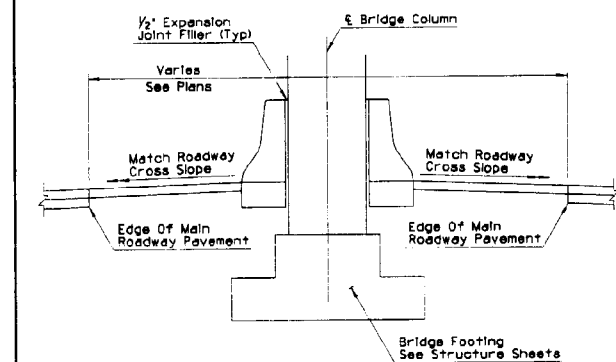 ½" Expansion
Joint Filler (Typ)
℄ Bridge Column
Varies
See Plans
Match Roadway
Cross Slope
Match Roadway
Cross Slope
Edge Of Main
Roadway Pavement
Edge Of Main
Roadway Pavement
Bridge Footing
See Structure Sheets